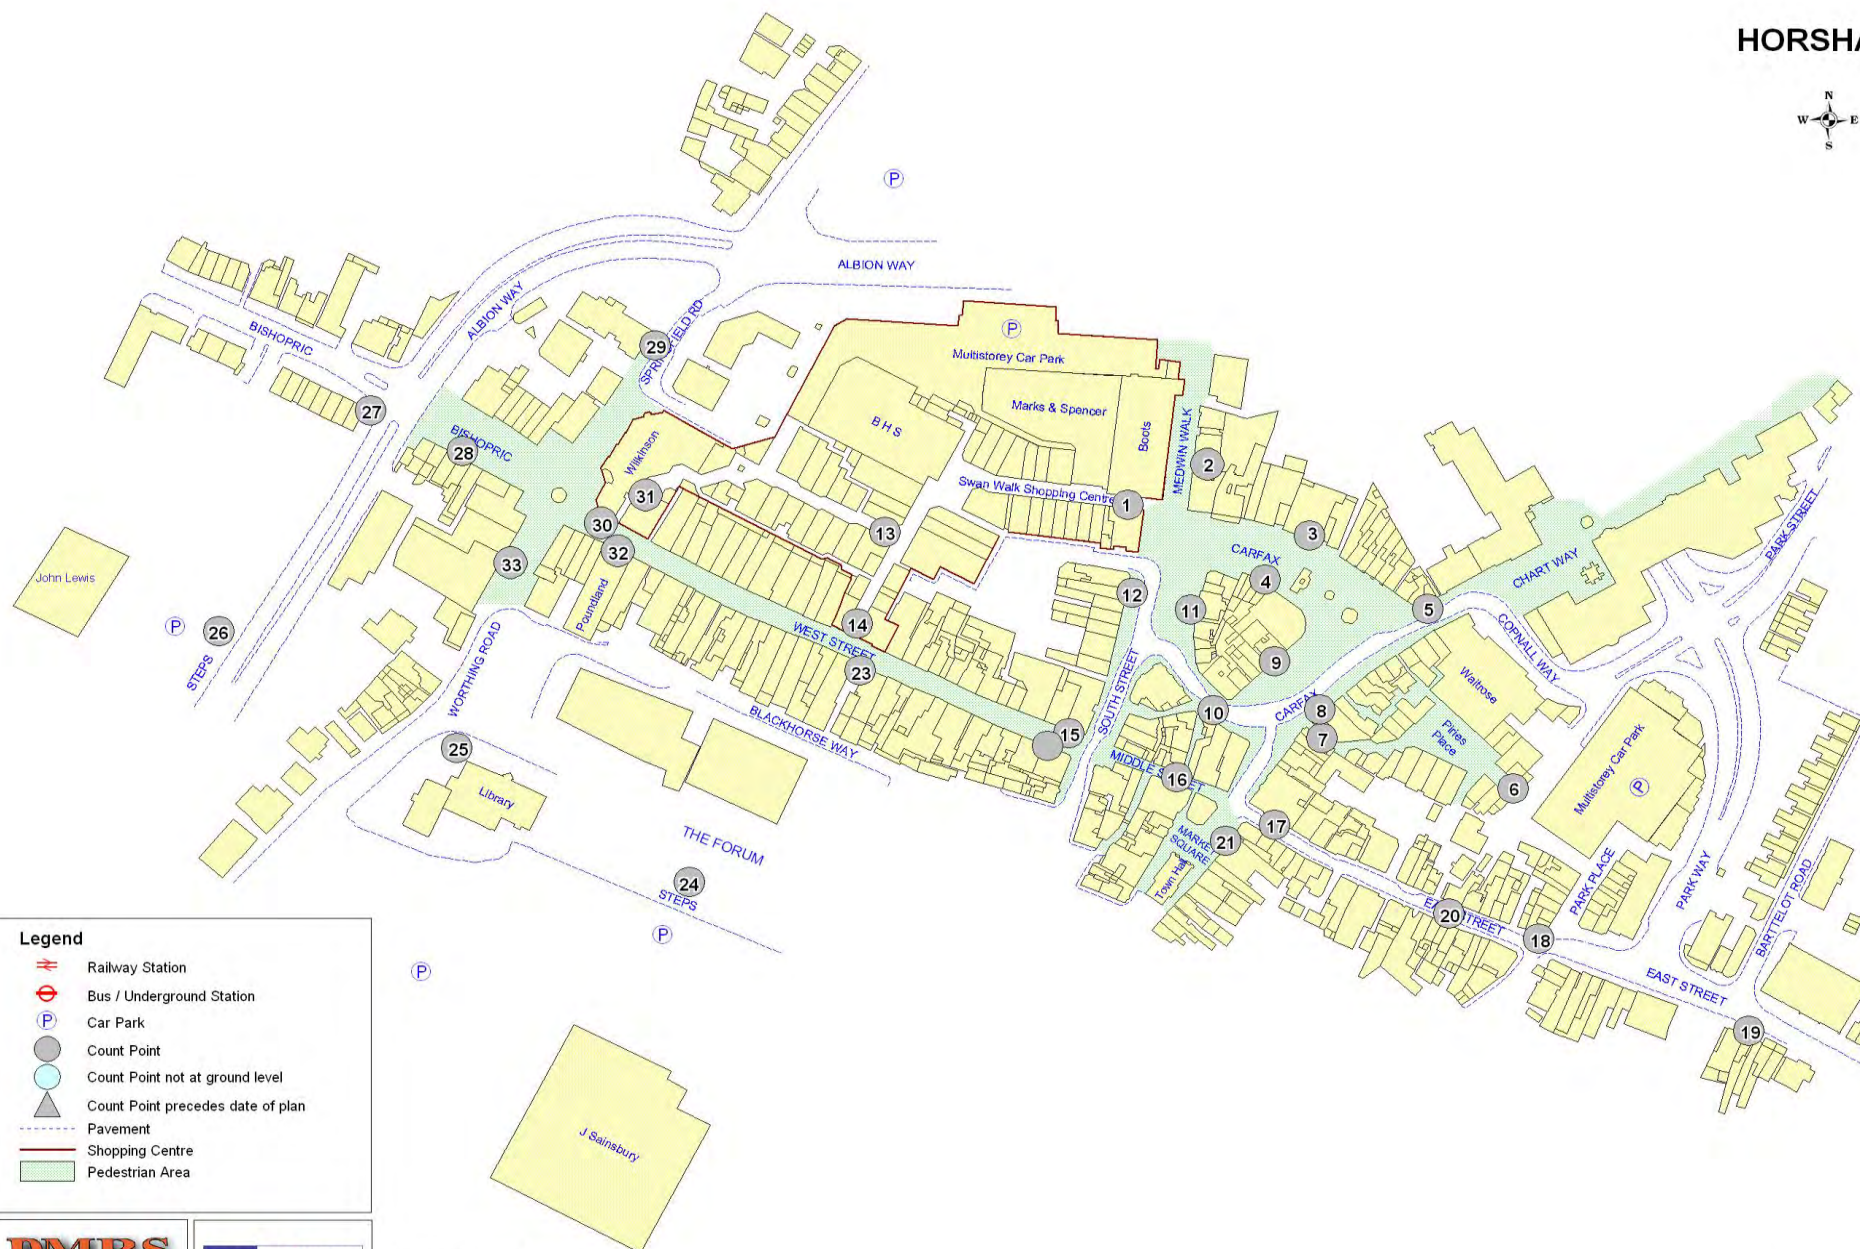 HORSHA
N
W E
S
P
ALBION WAY
ALBION WAY
BISHOPRIC
SPRINGFIELD RD
29
P
Multistorey Car Park
Marks & Spencer
B H S
Boots
MEDWIN WALK
2
27
BISHOPRIC
28
Wilkinson
31
Swan Walk Shopping Centre
1
30
13
3
CARFAX
32
33
4
CHART WAY
PARK STREET
John Lewis
Poundland
12
11
5
P
26
STEPS
14
WEST STREET
23
COPNALL WAY
9
Waitrose
WORTHING ROAD
SOUTH STREET
10
CARFAX
8
BLACKHORSE WAY
15
7
Piries
Place
25
MIDDLE STREET
16
6
Multistorey Car Park
P
Library
17
MARKET
SQUARE
21
THE FORUM
Town Hall
24
STEPS
PARK PLACE
PARK WAY
BARTTELOT ROAD
20
EAST STREET
18
P
P
EAST STREET
19
J Sainsbury
Legend
Railway Station
Bus / Underground Station
P Car Park
Count Point
Count Point not at ground level
Count Point precedes date of plan
Pavement
Shopping Centre
Pedestrian Area
PMRS